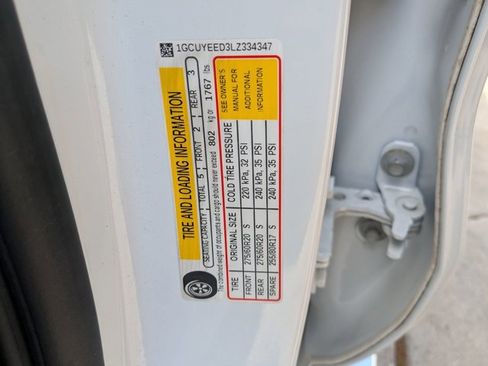 1GCUYEED3LZ334347
TIRE AND LOADING INFORMATION
SEATING CAPACITY TOTAL 5 FRONT 2 REAR 3
The combined weight of occupants and cargo should never exceed 802 kg or 1767 lbs
TIRE ORIGINAL SIZE COLD TIRE PRESSURE
FRONT 275/60R20 S 220 kPa, 32 PSI
REAR 275/60R20 S 240 kPa, 35 PSI
SPARE 255/80R17 S 240 kPa, 35 PSI
SEE OWNER'S
MANUAL FOR
ADDITIONAL
INFORMATION